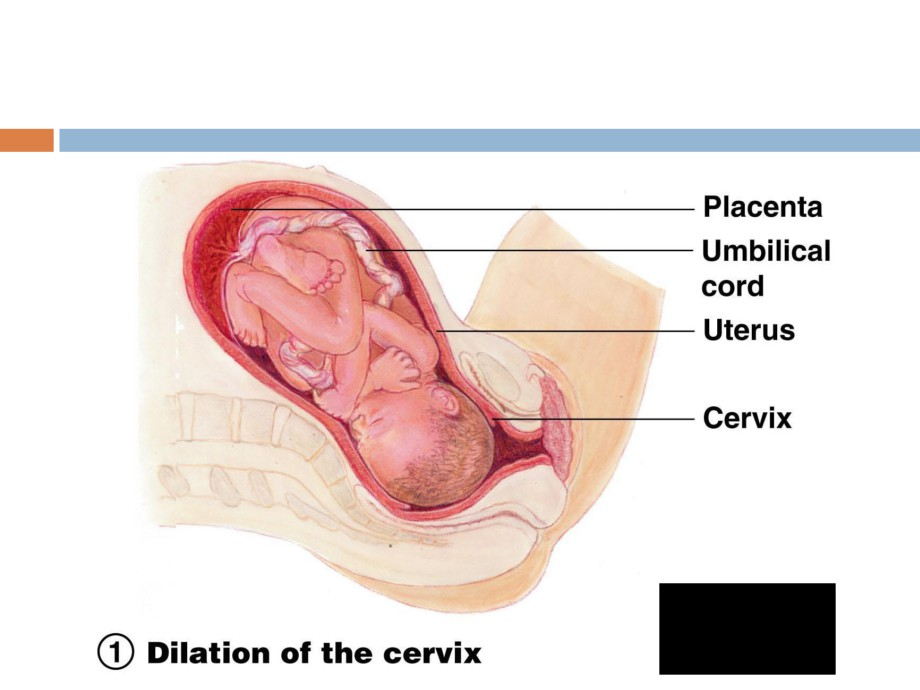 Placenta
Umbilical
cord
Uterus
Cervix
① Dilation of the cervix